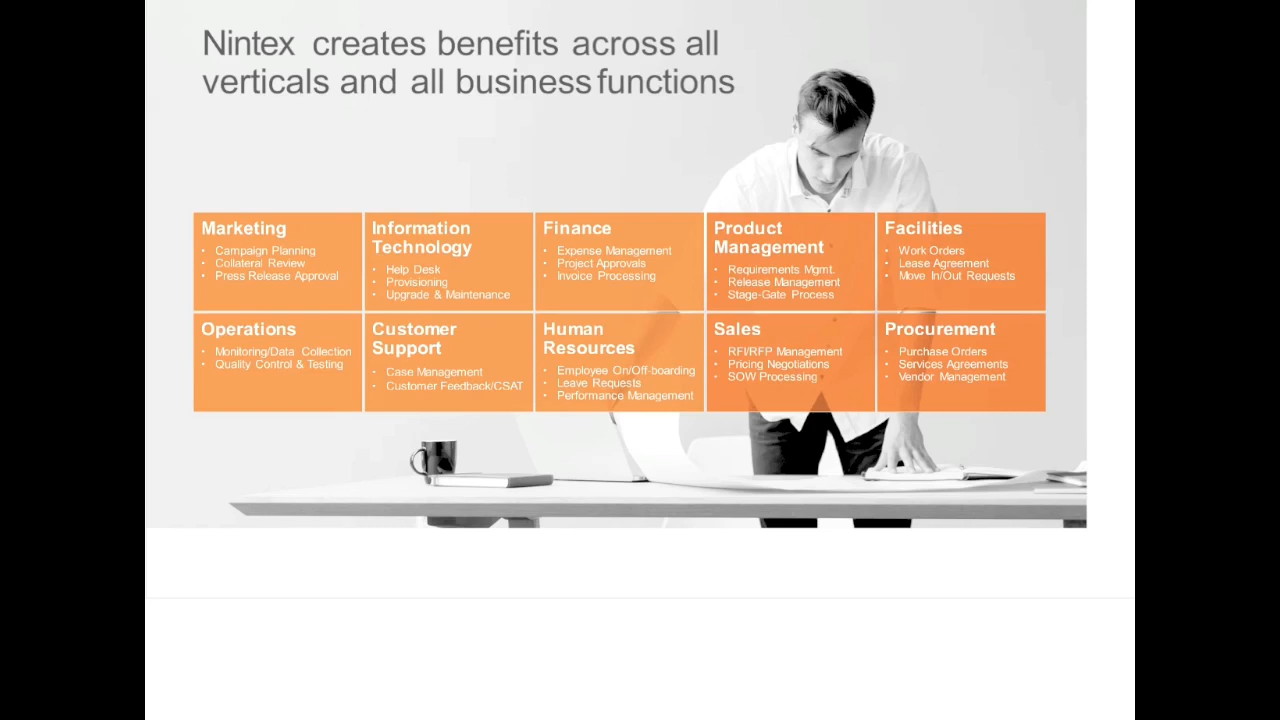 Nintex creates benefits across all
verticals and all business functions
Marketing
• Campaign Planning
• Collateral Review
• Press Release Approval
Information
Technology
• Help Desk
• Provisioning
• Upgrade & Maintenance
Finance
• Expense Management
• Project Approvals
• Invoice Processing
Product
Management
• Requirements Mgmt.
• Release Management
• Stage-Gate Process
Facilities
• Work Orders
• Lease Agreement
• Move In/Out Requests
Operations
• Monitoring/Data Collection
• Quality Control & Testing
Customer
Support
• Case Management
• Customer Feedback/CSAT
Human
Resources
• Employee On/Off-boarding
• Leave Requests
• Performance Management
Sales
• RFI/RFP Management
• Pricing Negotiations
• SOW Processing
Procurement
• Purchase Orders
• Services Agreements
• Vendor Management